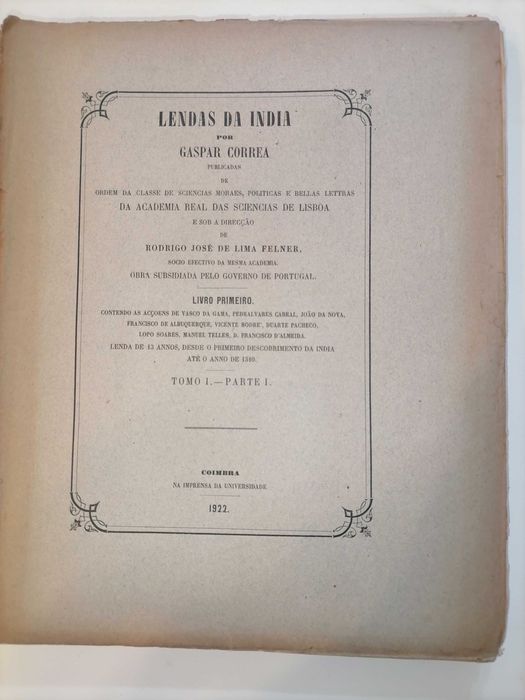 LENDAS DA INDIA
POR
GASPAR CORREA
PUBLICADAS
DE
ORDEM DA CLASSE DE SCIENCIAS MORAES, POLITICAS E BELLAS LETTRAS
DA ACADEMIA REAL DAS SCIENCIAS DE LISBOA
E SOB A DIRECÇÃO
DE
RODRIGO JOSÉ DE LIMA FELNER,
SOCIO EFECTIVO DA MESMA ACADEMIA.
OBRA SUBSIDIADA PELO GOVERNO DE PORTUGAL.
LIVRO PRIMEIRO.
CONTENDO AS ACÇOENS DE VASCO DA GAMA, PEDRALVARES CABRAL, JOÃO DA NOVA,
FRANCISCO DE ALBUQUERQUE, VICENTE SODRE', DUARTE PACHECO,
LOPO SOARES, MANUEL TELLES, D. FRANCISCO D'ALMEIDA.
LENDA DE 13 ANNOS, DESDE O PRIMEIRO DESCOBRIMENTO DA INDIA
ATÉ O ANNO DE 1510.
TOMO I.—PARTE I.
COIMBRA
NA IMPRENSA DA UNIVERSIDADE
1922.